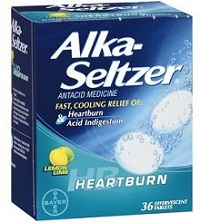 Alka-
Seltzer
ANTACID MEDICINE
FAST, COOLING RELIEF OF:
Heartburn
& Acid Indigestion
LEMON
LIME
HEARTBURN
BAYER
36 EFFERVESCENT
TABLETS